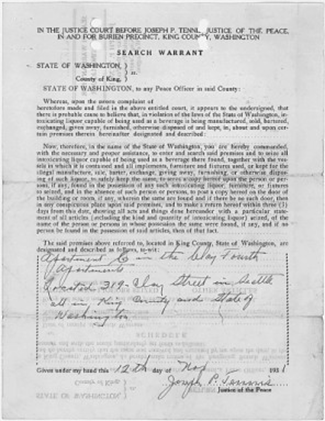 IN THE JUSTICE COURT BEFORE JOSEPH P. TENNI, JUSTICE OF THE PEACE,
IN AND FOR BURIEN PRECINCT, KING COUNTY, WASHINGTON
SEARCH WARRANT
STATE OF WASHINGTON, )
) ss.
County of King, )
STATE OF WASHINGTON, to any Peace Officer in said County:
Whereas, upon the sworn complaint of
heretofore made and filed in the above entitled court, it appears to the undersigned, that
there is probable cause to believe that, in violation of the laws of the State of Washington, in-
toxicating liquor capable of being used as a beverage is being manufactured, sold, bartered,
exchanged, given away, furnished, otherwise disposed of and kept, in, about and upon cer-
tain premises therein hereinafter designated and described:
Now, therefore, in the name of the State of Washington, you are hereby commanded,
with the necessary and proper assistance, to enter and search said premises and to seize all
intoxicating liquor capable of being used as a beverage there found, together with the ves-
sels in which it is contained and all implements, furniture and fixtures used, or kept for the
illegal manufacture, sale, barter, exchange, giving away, furnishing, or otherwise dispos-
ing of such liquor, to safely keep the same, to serve
son, if any, found in the possession of any such intoxicating liquor, furniture, or fixtures
so seized, and in the absence of such person or persons, to post a copy hereof on the door of
the building or room, if any, wherein the same are found and if there be no such door, then
in any conspicuous place upon said premises, and to make a return hereof within three (3)
days from this date, showing all acts and things done hereunder with a particular state-
ment of all articles (including the kind and quantity of intoxicating liquor) seized, of the
name of the person or persons in whose possession the same were found, if any, and if no
person be found in the possession of said articles, then of that fact.
The said premises above referred to, located in King County, State of Washington, are
designated and described as follows, to-wit:
Apartment 6 in the Clay Fourth
Apartments
Located 319 Clay Street in Seattle
all in King County and State of
Washington
Given under my hand this 12th day of Nov 193
Joseph P. Tenni
Justice of the Peace